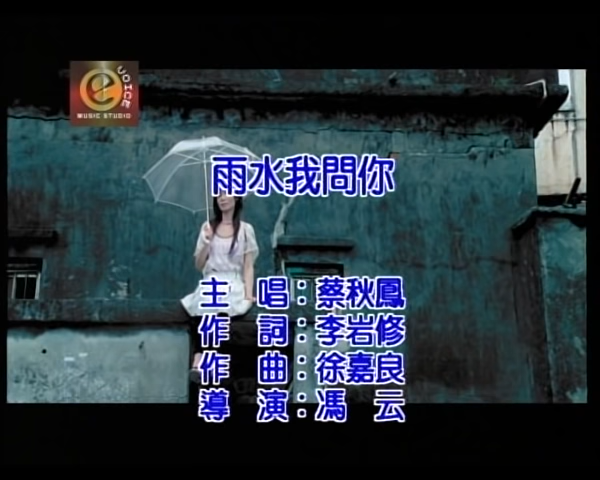 VOICE
MUSIC STUDIO
雨水我問你
主 唱：蔡秋鳳
作 詞：李岩修
作 曲：徐嘉良
導 演：馮 云